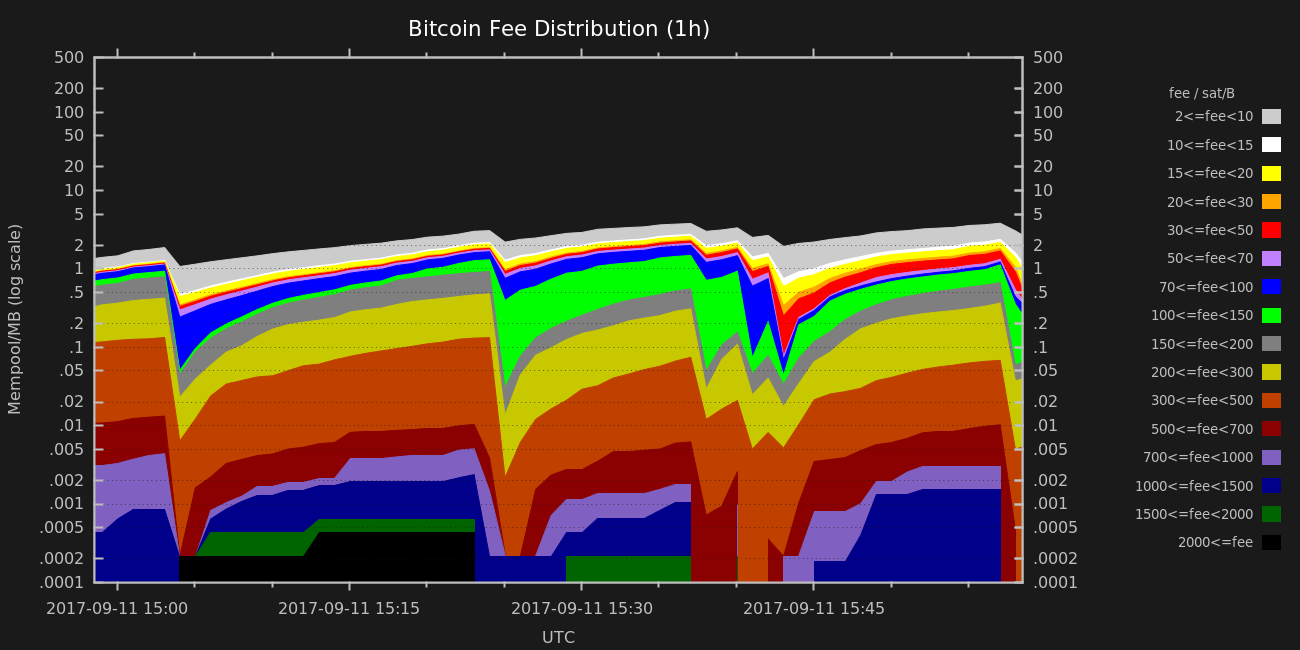 Bitcoin Fee Distribution (1h)
500 500
200 200
100 100
50 50
20 20
10 10
5 5
2 2
1 1
.5 .5
.2 .2
.1 .1
.05 .05
.02 .02
.01 .01
.005 .005
.002 .002
.001 .001
.0005 .0005
.0002 .0002
.0001 .0001
Mempool/MB (log scale)
2017-09-11 15:00 2017-09-11 15:15 2017-09-11 15:30 2017-09-11 15:45
UTC
fee / sat/B
2<=fee<10
10<=fee<15
15<=fee<20
20<=fee<30
30<=fee<50
50<=fee<70
70<=fee<100
100<=fee<150
150<=fee<200
200<=fee<300
300<=fee<500
500<=fee<700
700<=fee<1000
1000<=fee<1500
1500<=fee<2000
2000<=fee